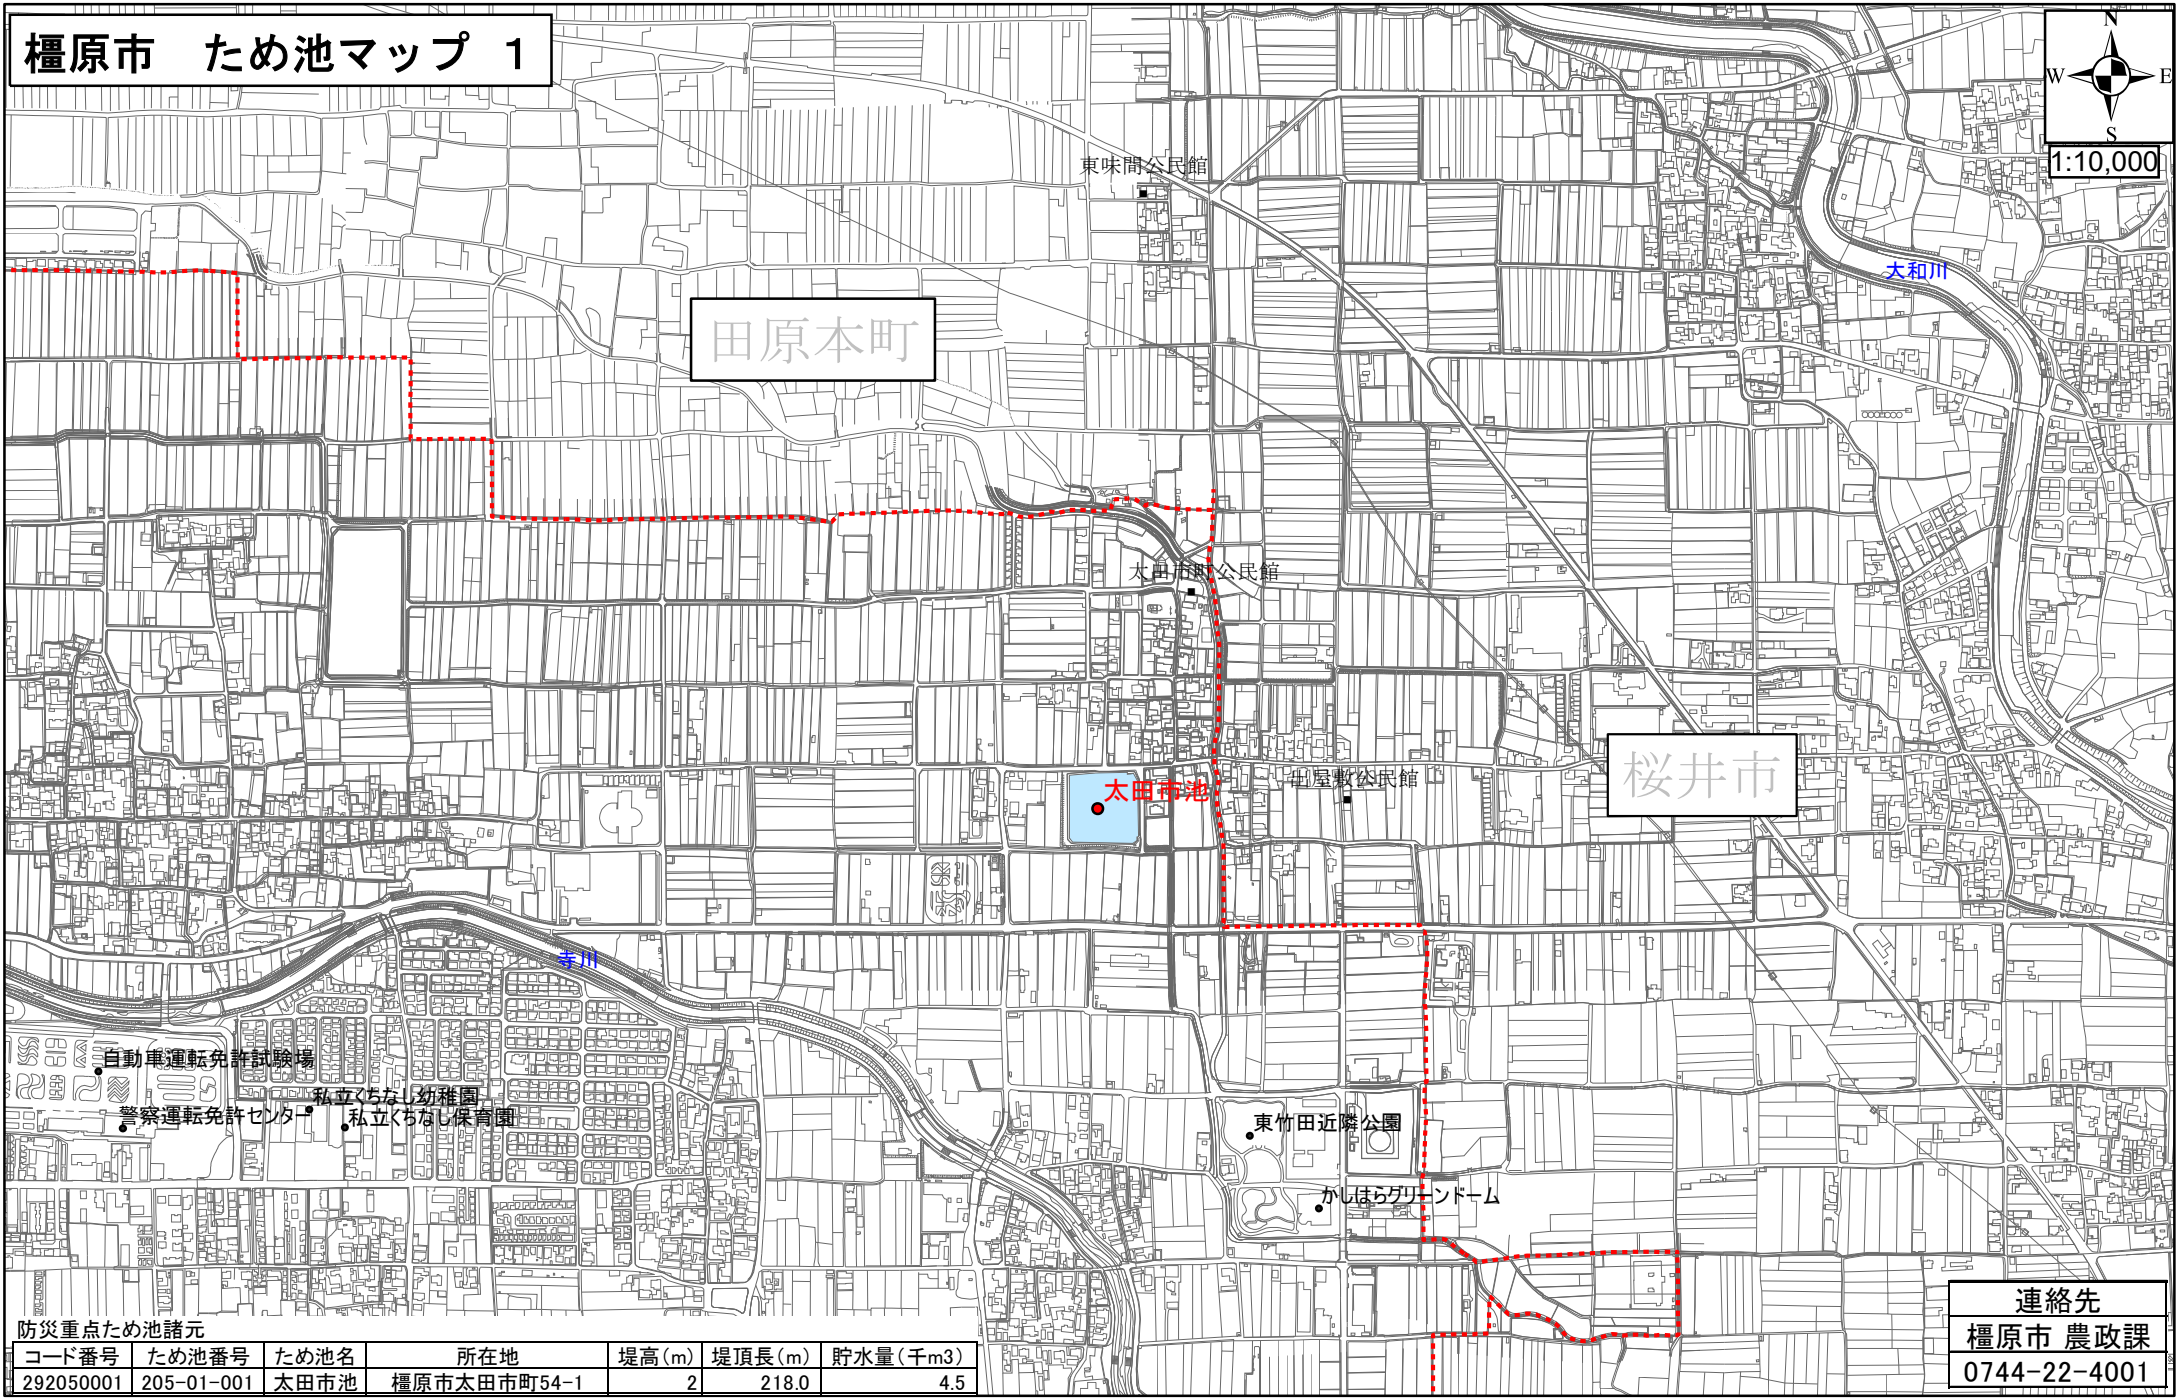 橿原市　ため池マップ　1
N
W
E
S
1:10,000
東味間公民館
大和川
田原本町
太田市町公民館
桜井市
出屋敷公民館
太田市池
寺川
自動車運転免許試験場
私立くちなし幼稚園
警察運転免許センター
私立くちなし保育園
東竹田近隣公園
かしはらグリーンドーム
連絡先
橿原市 農政課
0744-22-4001
防災重点ため池諸元
コード番号 ため池番号 ため池名 所在地 堤高(m) 堤頂長(m) 貯水量(千m3)
292050001 205-01-001 太田市池 橿原市太田市町54-1 2 218.0 4.5